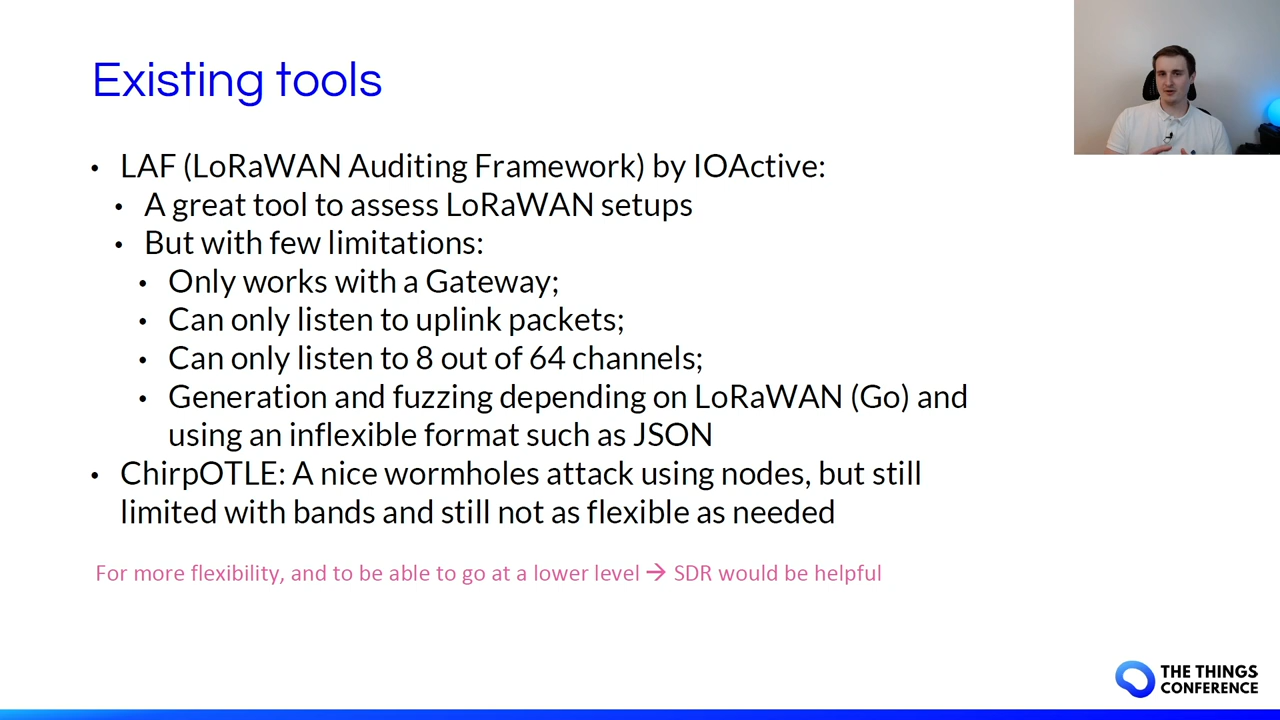 Existing tools
• LAF (LoRaWAN Auditing Framework) by IOActive:
• A great tool to assess LoRaWAN setups
• But with few limitations:
• Only works with a Gateway;
• Can only listen to uplink packets;
• Can only listen to 8 out of 64 channels;
• Generation and fuzzing depending on LoRaWAN (Go) and
using an inflexible format such as JSON
• ChirpOTLE: A nice wormholes attack using nodes, but still
limited with bands and still not as flexible as needed
For more flexibility, and to be able to go at a lower level → SDR would be helpful
THE THINGS
CONFERENCE